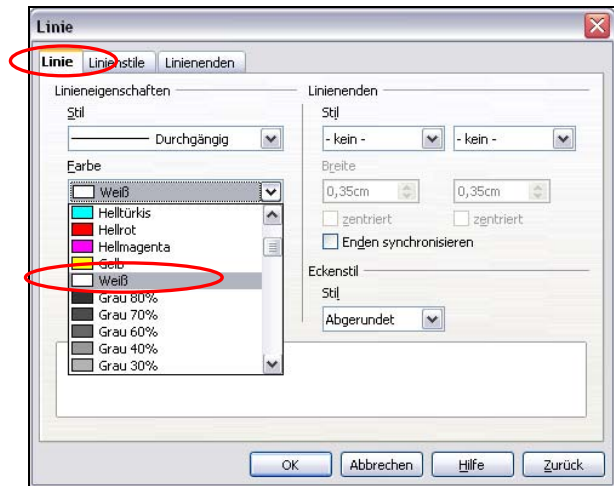 Linie
Linie Linienstile Linienenden
Linieneigenschaften
Stil
Durchgängig
Farbe
Weiß
Helltürkis
Hellrot
Hellmagenta
Gelb
Weiß
Grau 80%
Grau 70%
Grau 60%
Grau 40%
Grau 30%
Linienenden
Stil
- kein - - kein -
Breite
0,35cm 0,35cm
zentriert zentriert
Enden synchronisieren
Eckenstil
Stil
Abgerundet
OK Abbrechen Hilfe Zurück